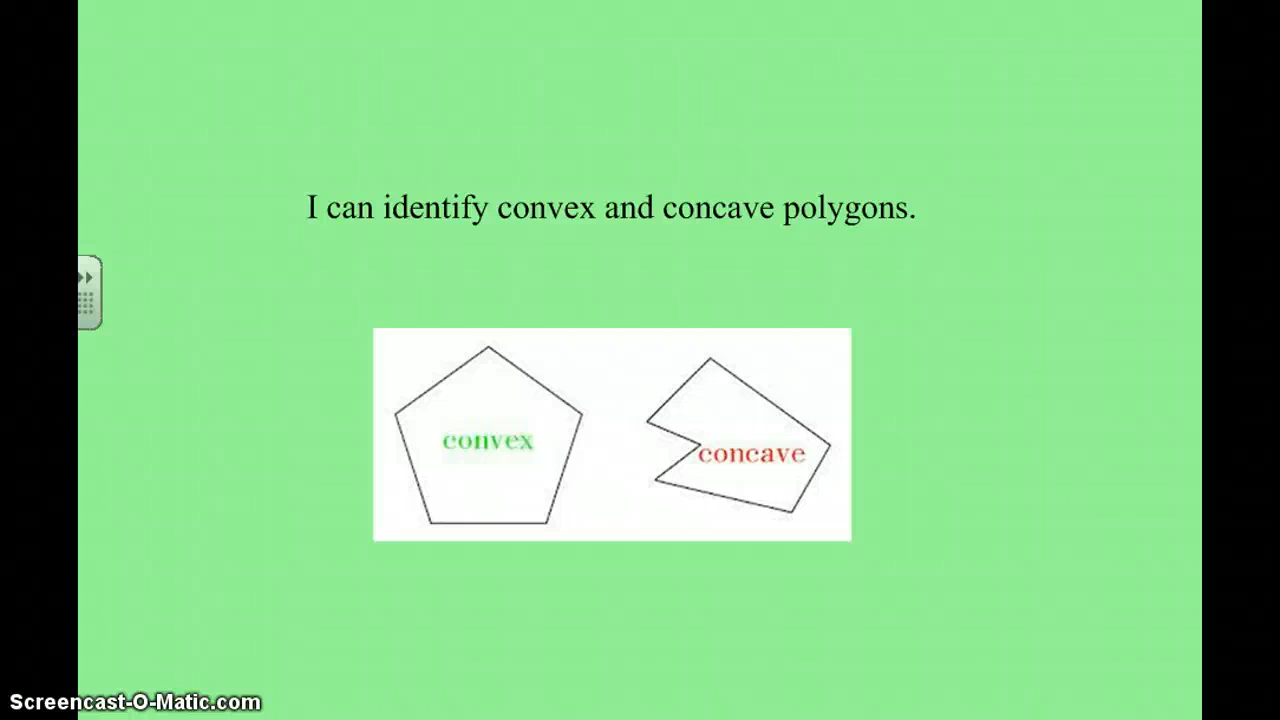 I can identify convex and concave polygons.
convex
concave
Screencast-O-Matic.com